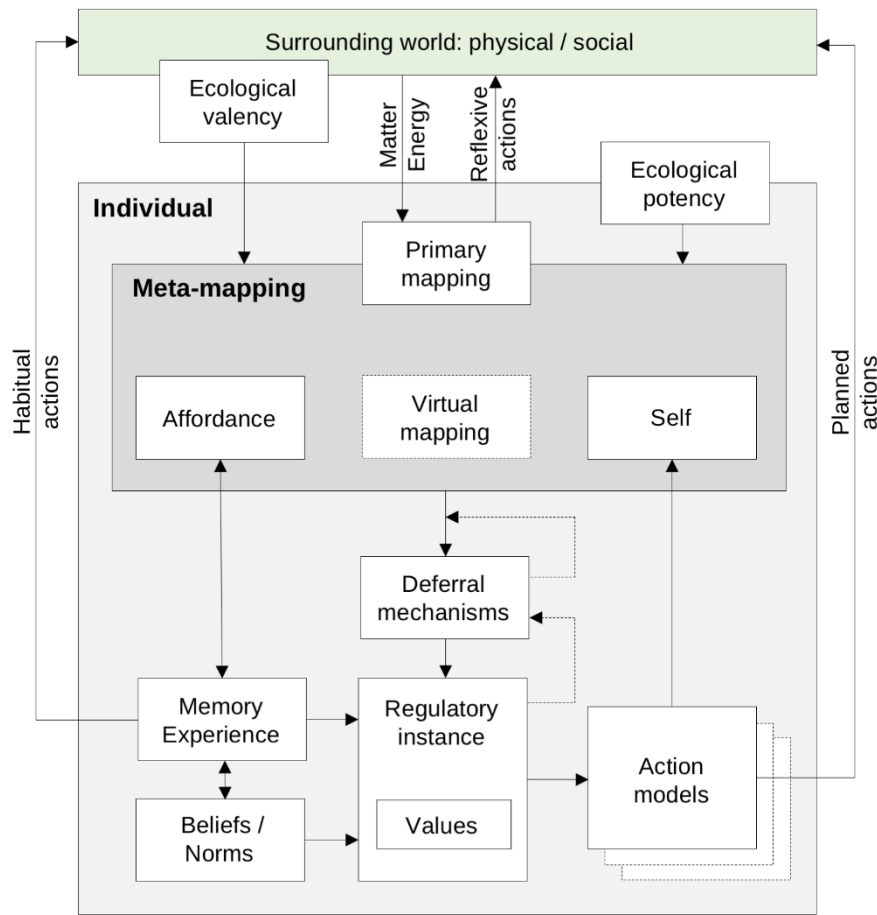 Surrounding world: physical / social
Ecological
valency
Matter
Energy
Reflexive
actions
Ecological
potency
Individual
Primary
mapping
Meta-mapping
Habitual
actions
Planned
actions
Affordance
Virtual
mapping
Self
Deferral
mechanisms
Memory
Experience
Regulatory
instance
Action
models
Beliefs /
Norms
Values